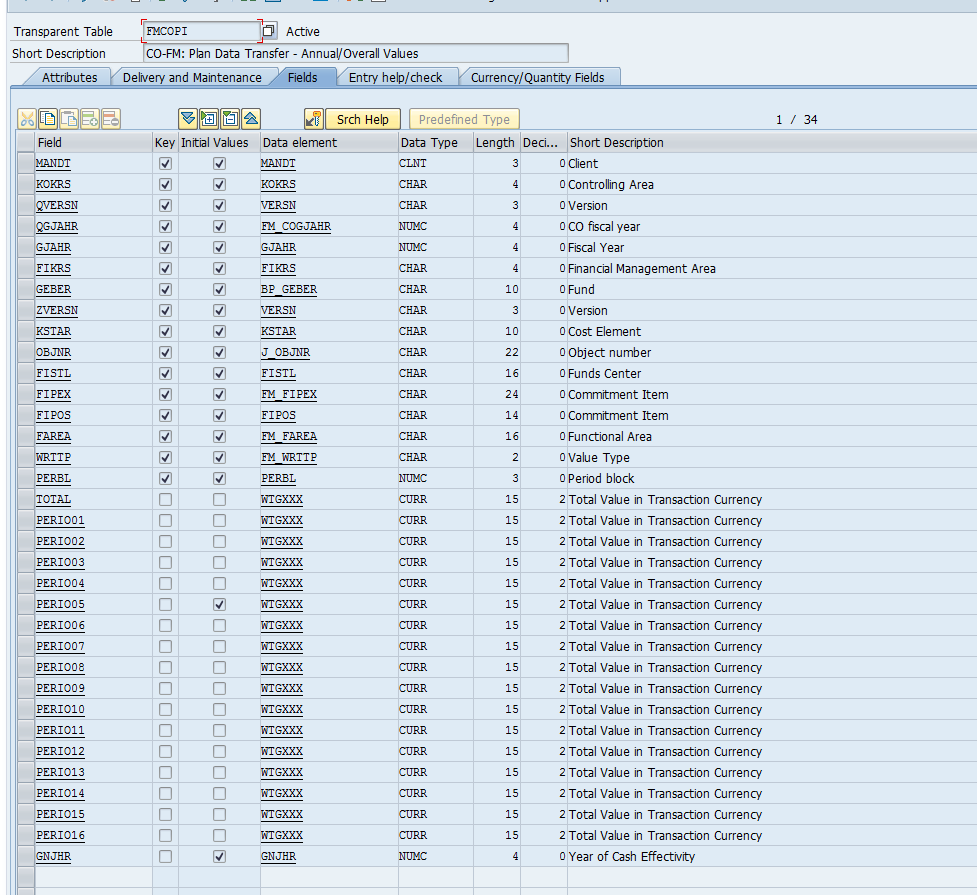 Transparent Table FMCOPI Active
Short Description CO-FM: Plan Data Transfer - Annual/Overall Values
Attributes Delivery and Maintenance Fields Entry help/check Currency/Quantity Fields
Srch Help Predefined Type 1 / 34
Field Key Initial Values Data element Data Type Length Deci... Short Description
MANDT MANDT CLNT 3 0 Client
KOKRS KOKRS CHAR 4 0 Controlling Area
QVERSN VERSN CHAR 3 0 Version
QGJAHR FM_COGJAHR NUMC 4 0 CO fiscal year
GJAHR GJAHR NUMC 4 0 Fiscal Year
FIKRS FIKRS CHAR 4 0 Financial Management Area
GEBER BP_GEBER CHAR 10 0 Fund
ZVERSN VERSN CHAR 3 0 Version
KSTAR KSTAR CHAR 10 0 Cost Element
OBJNR J_OBJNR CHAR 22 0 Object number
FISTL FISTL CHAR 16 0 Funds Center
FIPEX FM_FIPEX CHAR 24 0 Commitment Item
FIPOS FIPOS CHAR 14 0 Commitment Item
FAREA FM_FAREA CHAR 16 0 Functional Area
WRTTP FM_WRTTP CHAR 2 0 Value Type
PERBL PERBL NUMC 3 0 Period block
TOTAL WTGXXX CURR 15 2 Total Value in Transaction Currency
PERIO01 WTGXXX CURR 15 2 Total Value in Transaction Currency
PERIO02 WTGXXX CURR 15 2 Total Value in Transaction Currency
PERIO03 WTGXXX CURR 15 2 Total Value in Transaction Currency
PERIO04 WTGXXX CURR 15 2 Total Value in Transaction Currency
PERIO05 WTGXXX CURR 15 2 Total Value in Transaction Currency
PERIO06 WTGXXX CURR 15 2 Total Value in Transaction Currency
PERIO07 WTGXXX CURR 15 2 Total Value in Transaction Currency
PERIO08 WTGXXX CURR 15 2 Total Value in Transaction Currency
PERIO09 WTGXXX CURR 15 2 Total Value in Transaction Currency
PERIO10 WTGXXX CURR 15 2 Total Value in Transaction Currency
PERIO11 WTGXXX CURR 15 2 Total Value in Transaction Currency
PERIO12 WTGXXX CURR 15 2 Total Value in Transaction Currency
PERIO13 WTGXXX CURR 15 2 Total Value in Transaction Currency
PERIO14 WTGXXX CURR 15 2 Total Value in Transaction Currency
PERIO15 WTGXXX CURR 15 2 Total Value in Transaction Currency
PERIO16 WTGXXX CURR 15 2 Total Value in Transaction Currency
GNJHR GNJHR NUMC 4 0 Year of Cash Effectivity